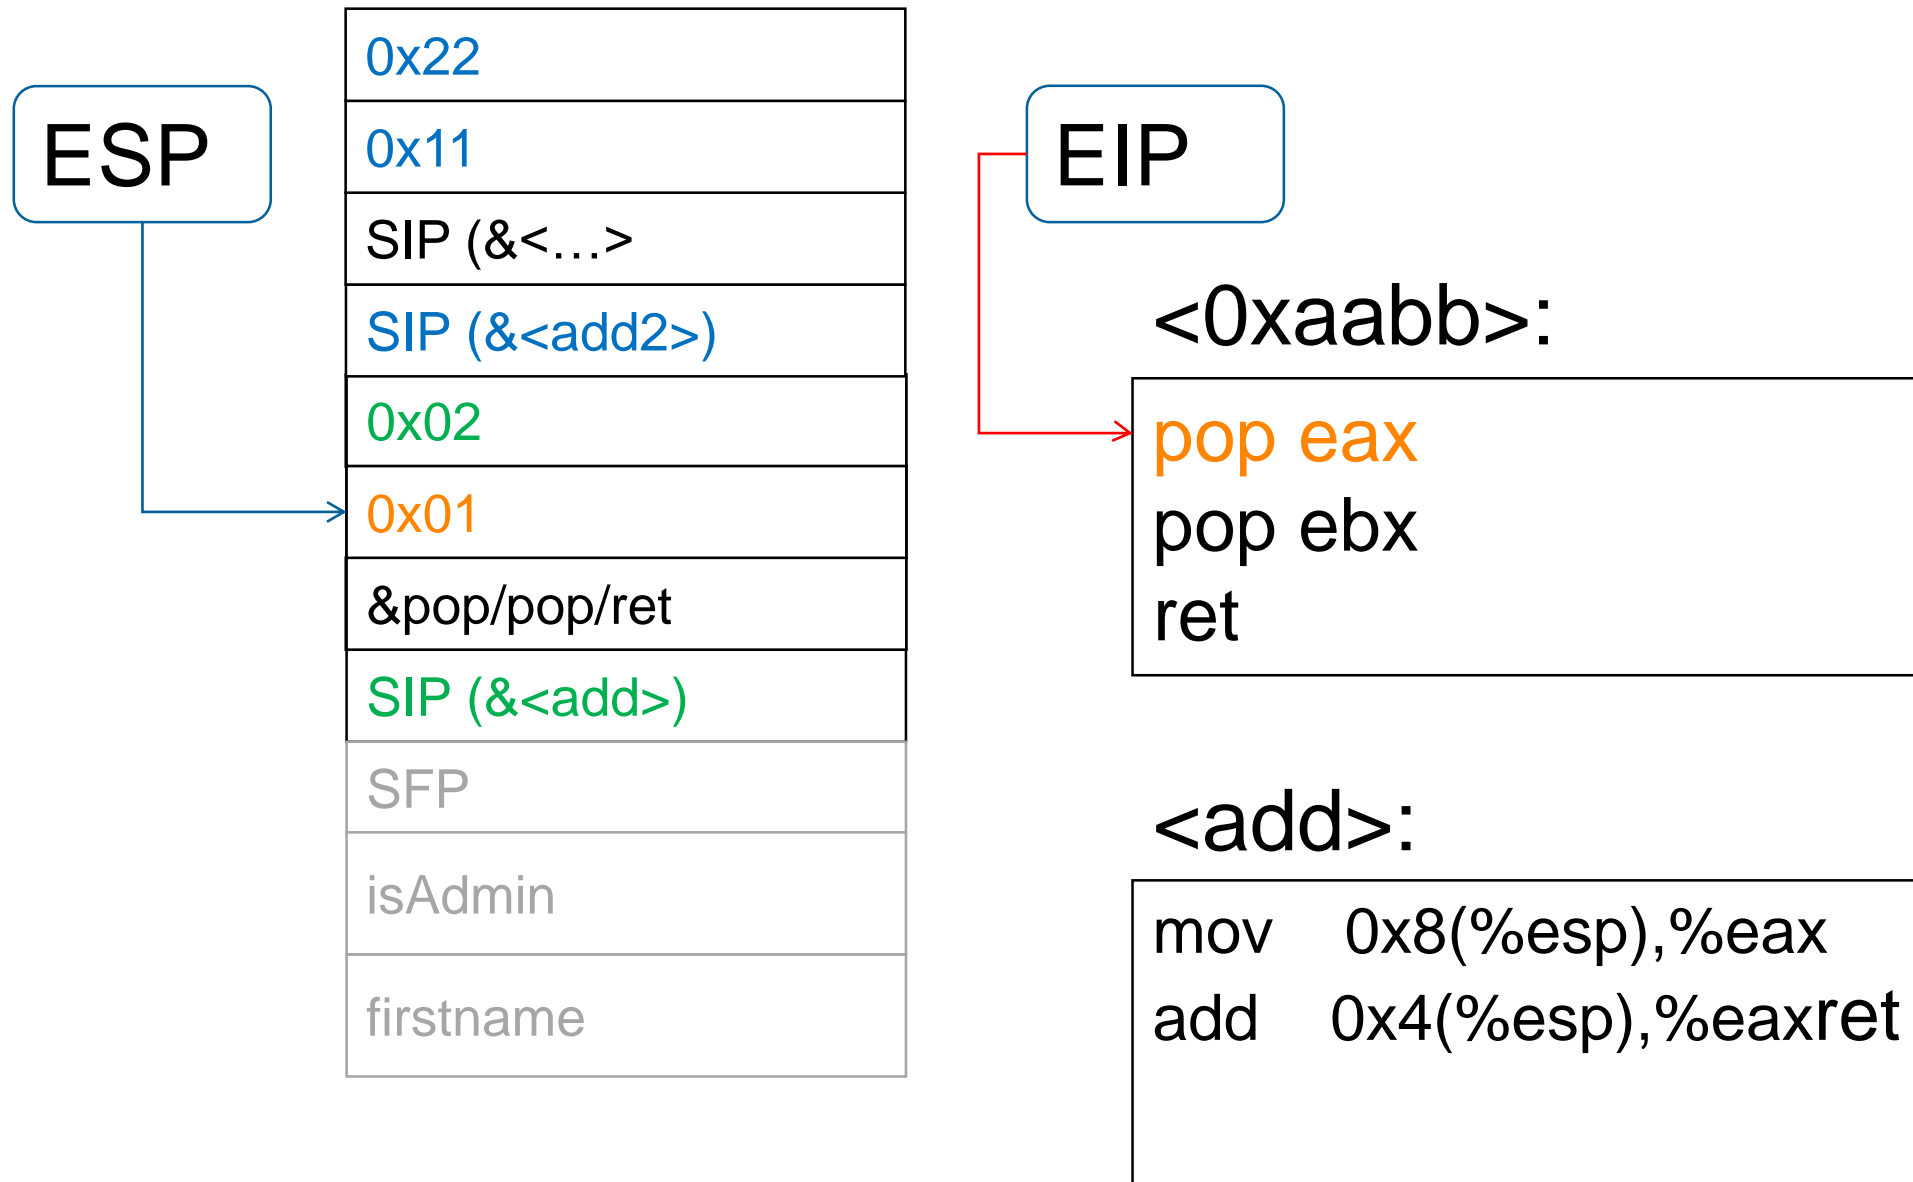 ESP
0x22
0x11
SIP (&<…>
SIP (&<add2>)
0x02
0x01
&pop/pop/ret
SIP (&<add>)
SFP
isAdmin
firstname
EIP
<0xaabb>:
pop eax
pop ebx
ret
<add>:
mov 0x8(%esp),%eax
add 0x4(%esp),%eaxret